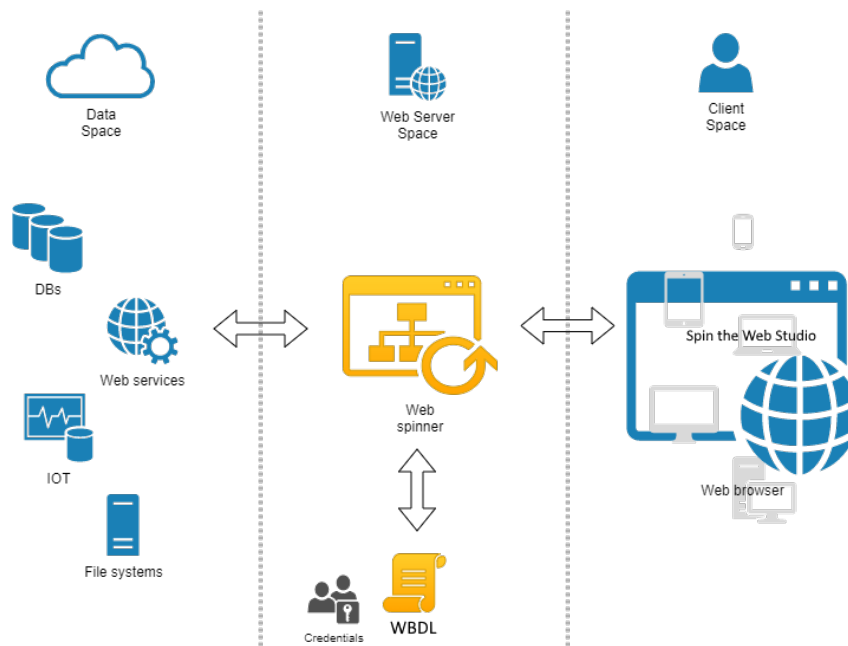 Data
Space
Web Server
Space
Client
Space
DBs
Web services
IOT
File systems
Web
spinner
Credentials
WBDL
Spin the Web Studio
Web browser